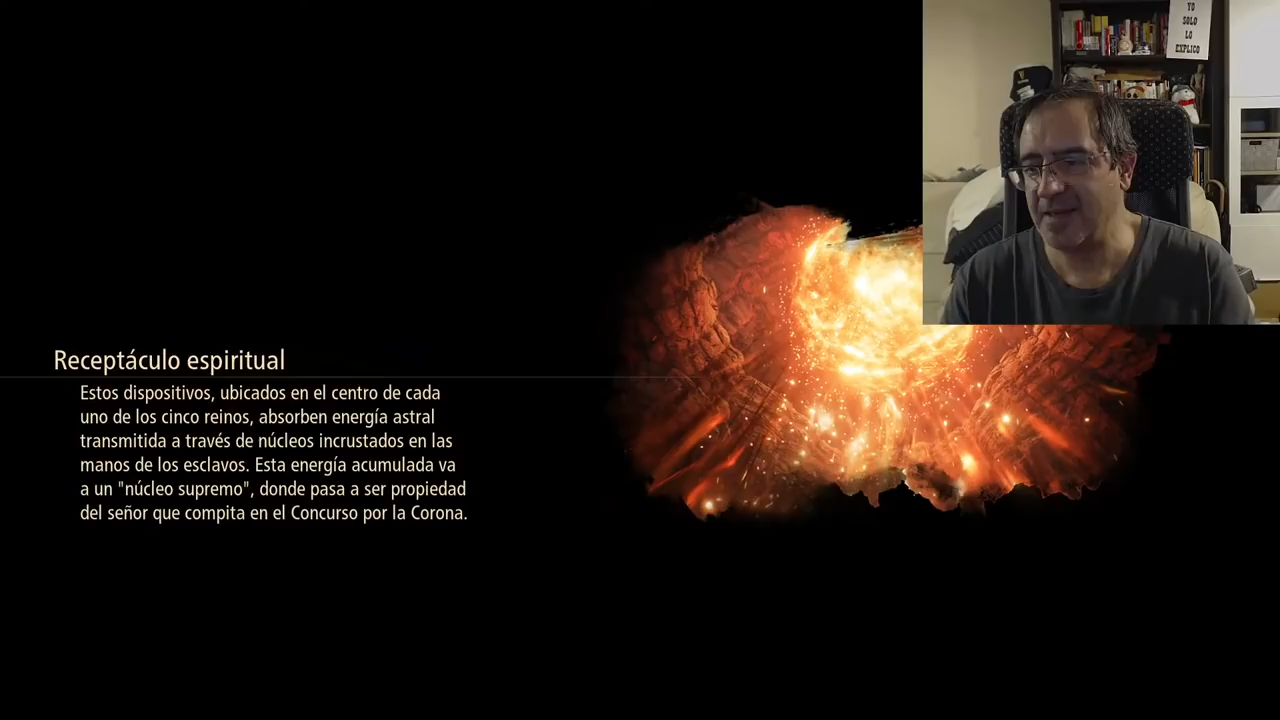 YO
SOLO
LO
EXPLICO
Receptáculo espiritual
Estos dispositivos, ubicados en el centro de cada
uno de los cinco reinos, absorben energía astral
transmitida a través de núcleos incrustados en las
manos de los esclavos. Esta energía acumulada va
a un "núcleo supremo", donde pasa a ser propiedad
del señor que compita en el Concurso por la Corona.